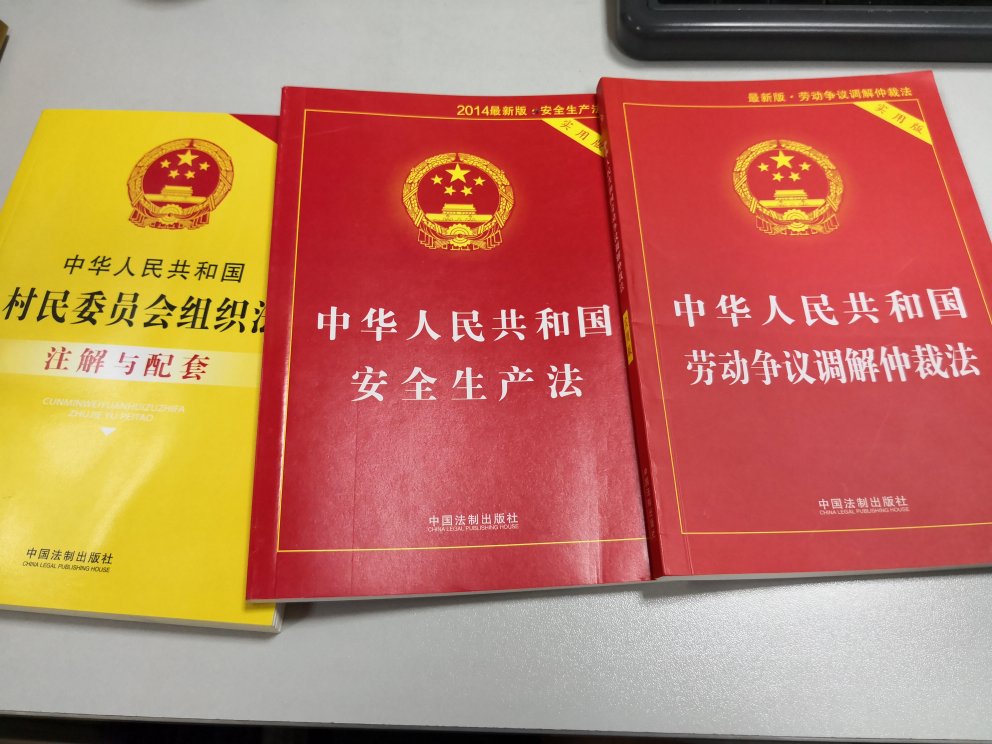 中华人民共和国
村民委员会组织法
注解与配套
CUNMINWEIYUANHUIZUZHIFA
ZHUJIE YU PEITAO
中国法制出版社
CHINA LEGAL PUBLISHING HOUSE
2014最新版·安全生产法
实用版
中华人民共和国
安全生产法
中国法制出版社
CHINA LEGAL PUBLISHING HOUSE
最新版·劳动争议调解仲裁法
实用版
中华人民共和国
劳动争议调解仲裁法
中国法制出版社
CHINA LEGAL PUBLISHING HOUSE